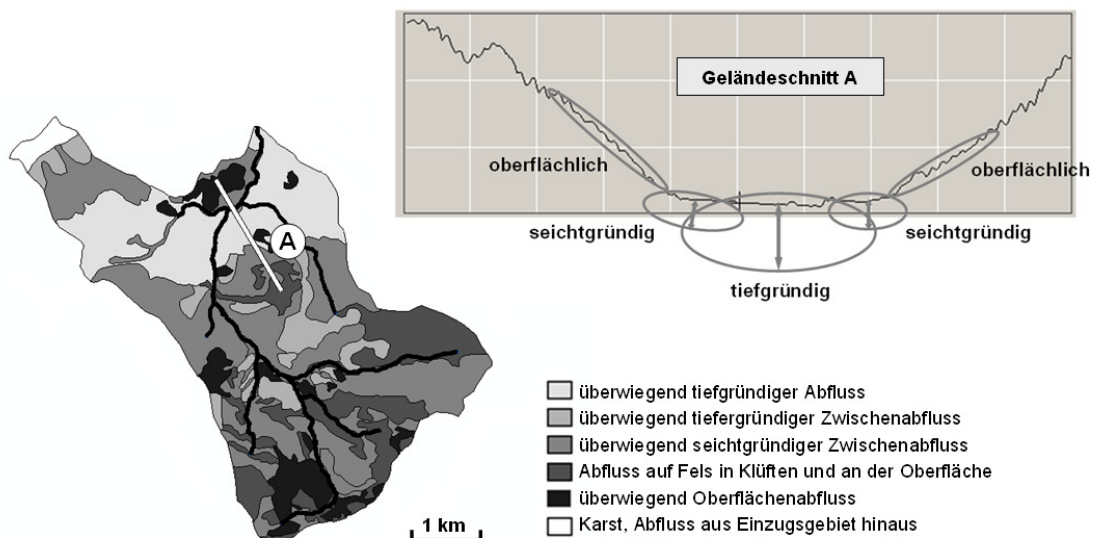 Geländeschnitt A
oberflächlich
oberflächlich
seichtgründig
seichtgründig
tiefgründig
A
überwiegend tiefgründiger Abfluss
überwiegend tiefergründiger Zwischenabfluss
überwiegend seichtgründiger Zwischenabfluss
Abfluss auf Fels in Klüften und an der Oberfläche
überwiegend Oberflächenabfluss
Karst, Abfluss aus Einzugsgebiet hinaus
1 km